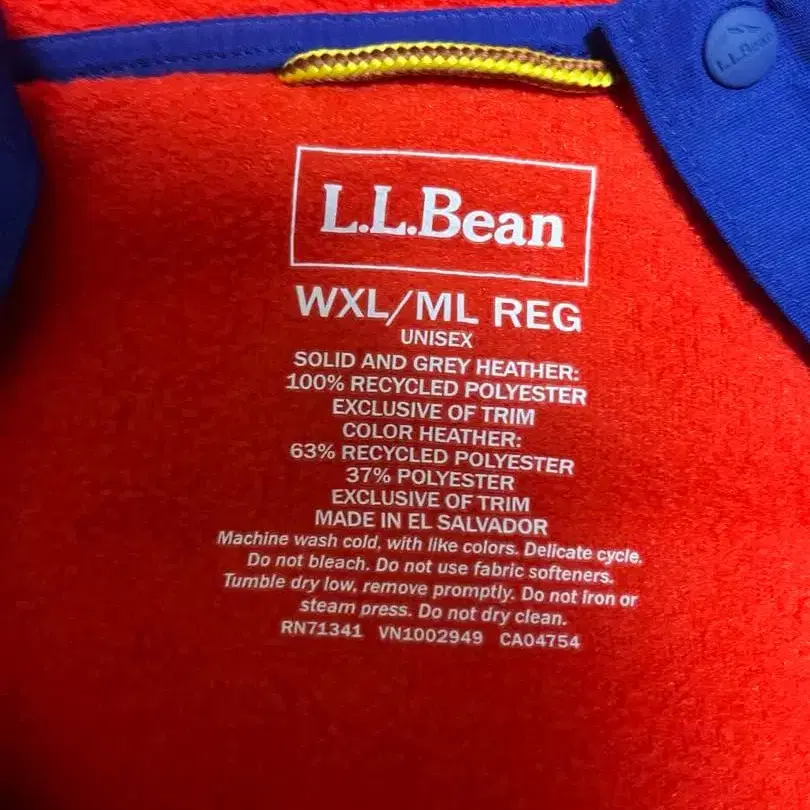 L.L.Bean
L.L.Bean
WXL/ML REG
UNISEX
SOLID AND GREY HEATHER:
100% RECYCLED POLYESTER
EXCLUSIVE OF TRIM
COLOR HEATHER:
63% RECYCLED POLYESTER
37% POLYESTER
EXCLUSIVE OF TRIM
MADE IN EL SALVADOR
Machine wash cold, with like colors. Delicate cycle.
Do not bleach. Do not use fabric softeners.
Tumble dry low, remove promptly. Do not iron or
steam press. Do not dry clean.
RN71341 VN1002949 CA04754